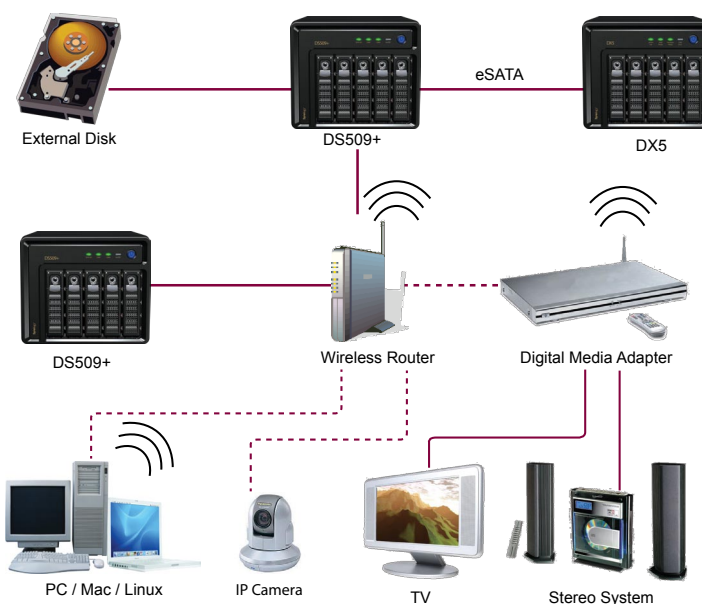 eSATA
External Disk
DS509+
DX5
DS509+
Wireless Router
Digital Media Adapter
PC / Mac / Linux
IP Camera
TV
Stereo System